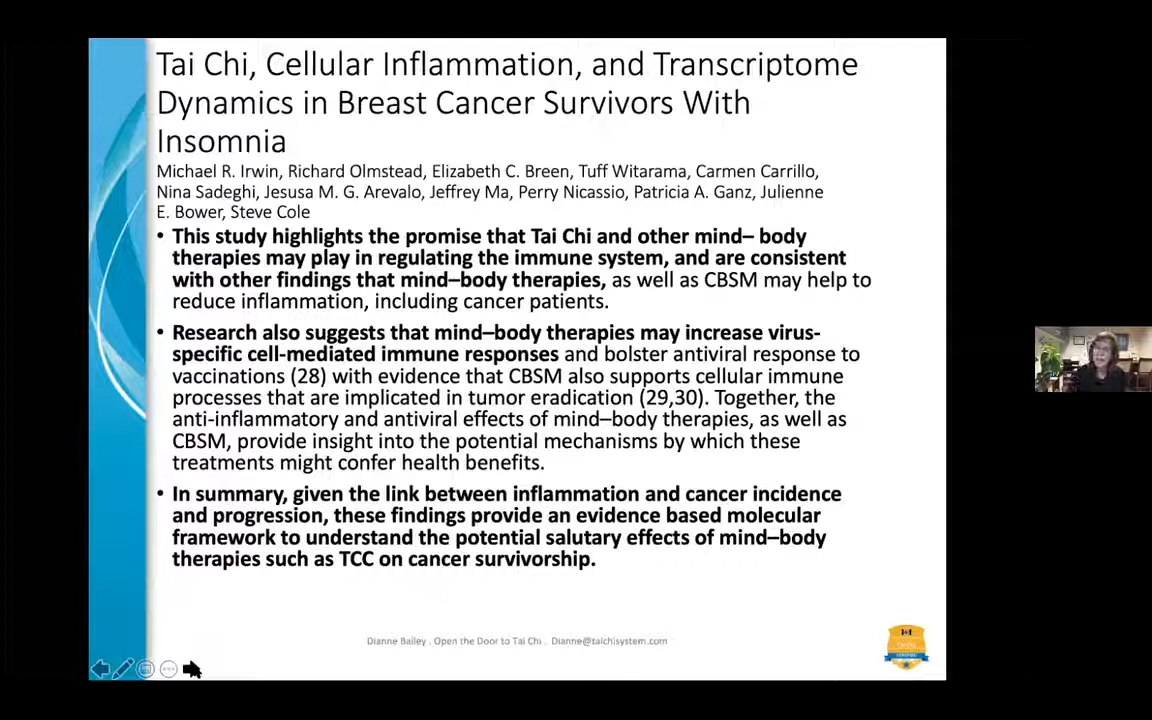 Tai Chi, Cellular Inflammation, and Transcriptome
Dynamics in Breast Cancer Survivors With
Insomnia
Michael R. Irwin, Richard Olmstead, Elizabeth C. Breen, Tuff Witarama, Carmen Carrillo,
Nina Sadeghi, Jesusa M. G. Arevalo, Jeffrey Ma, Perry Nicassio, Patricia A. Ganz, Julienne
E. Bower, Steve Cole
• This study highlights the promise that Tai Chi and other mind– body
therapies may play in regulating the immune system, and are consistent
with other findings that mind–body therapies, as well as CBSM may help to
reduce inflammation, including cancer patients.
• Research also suggests that mind–body therapies may increase virus-
specific cell-mediated immune responses and bolster antiviral response to
vaccinations (28) with evidence that CBSM also supports cellular immune
processes that are implicated in tumor eradication (29,30). Together, the
anti-inflammatory and antiviral effects of mind–body therapies, as well as
CBSM, provide insight into the potential mechanisms by which these
treatments might confer health benefits.
• In summary, given the link between inflammation and cancer incidence
and progression, these findings provide an evidence based molecular
framework to understand the potential salutary effects of mind–body
therapies such as TCC on cancer survivorship.
Dianne Bailey . Open the Door to Tai Chi . Dianne@taichisystem.com